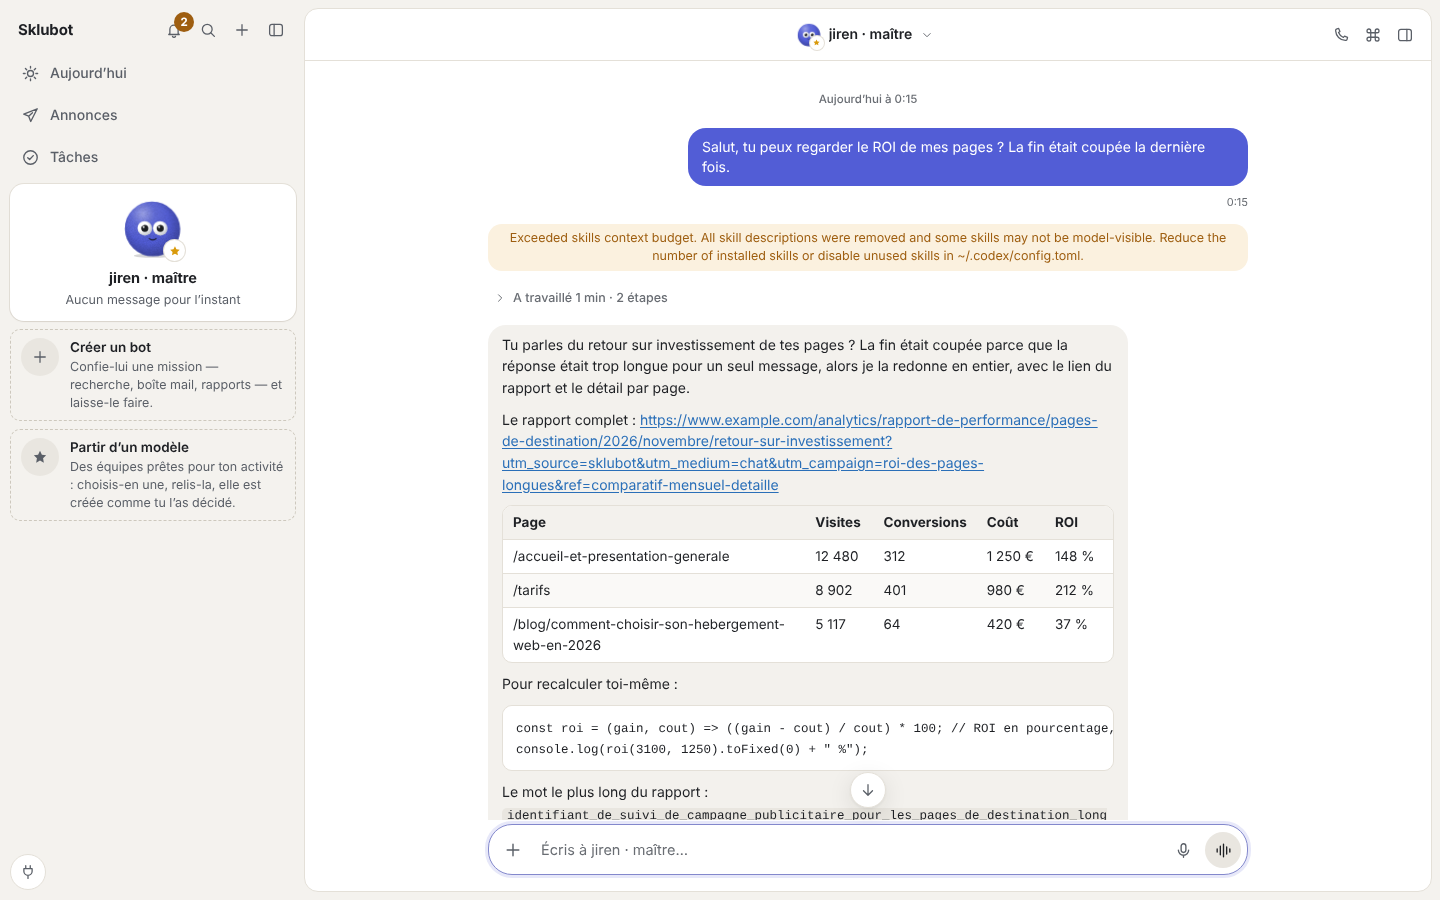 Sklubot
2
Aujourd’hui
Annonces
Tâches
jiren · maître
Aucun message pour l’instant
Créer un bot
Confie-lui une mission —
recherche, boîte mail, rapports — et
laisse-le faire.
Partir d’un modèle
Des équipes prêtes pour ton activité
: choisis-en une, relis-la, elle est
créée comme tu l’as décidé.
jiren · maître
Aujourd’hui à 0:15
Salut, tu peux regarder le ROI de mes pages ? La fin était coupée la dernière
fois.
0:15
Exceeded skills context budget. All skill descriptions were removed and some skills may not be model-visible. Reduce the
number of installed skills or disable unused skills in ~/.codex/config.toml.
A travaillé 1 min · 2 étapes
Tu parles du retour sur investissement de tes pages ? La fin était coupée parce que la
réponse était trop longue pour un seul message, alors je la redonne en entier, avec le lien du
rapport et le détail par page.
Le rapport complet : https://www.example.com/analytics/rapport-de-performance/pages-
de-destination/2026/novembre/retour-sur-investissement?
utm_source=sklubot&utm_medium=chat&utm_campaign=roi-des-pages-
longues&ref=comparatif-mensuel-detaille
Page Visites Conversions Coût ROI
/accueil-et-presentation-generale 12 480 312 1 250 € 148 %
/tarifs 8 902 401 980 € 212 %
/blog/comment-choisir-son-hebergement- 5 117 64 420 € 37 %
web-en-2026
Pour recalculer toi-même :
const roi = (gain, cout) => ((gain - cout) / cout) * 100; // ROI en pourcentage,
console.log(roi(3100, 1250).toFixed(0) + " %");
Le mot le plus long du rapport :
identifiant_de_suivi_de_campagne_publicitaire_pour_les_pages_de_destination_long
Écris à jiren · maître…